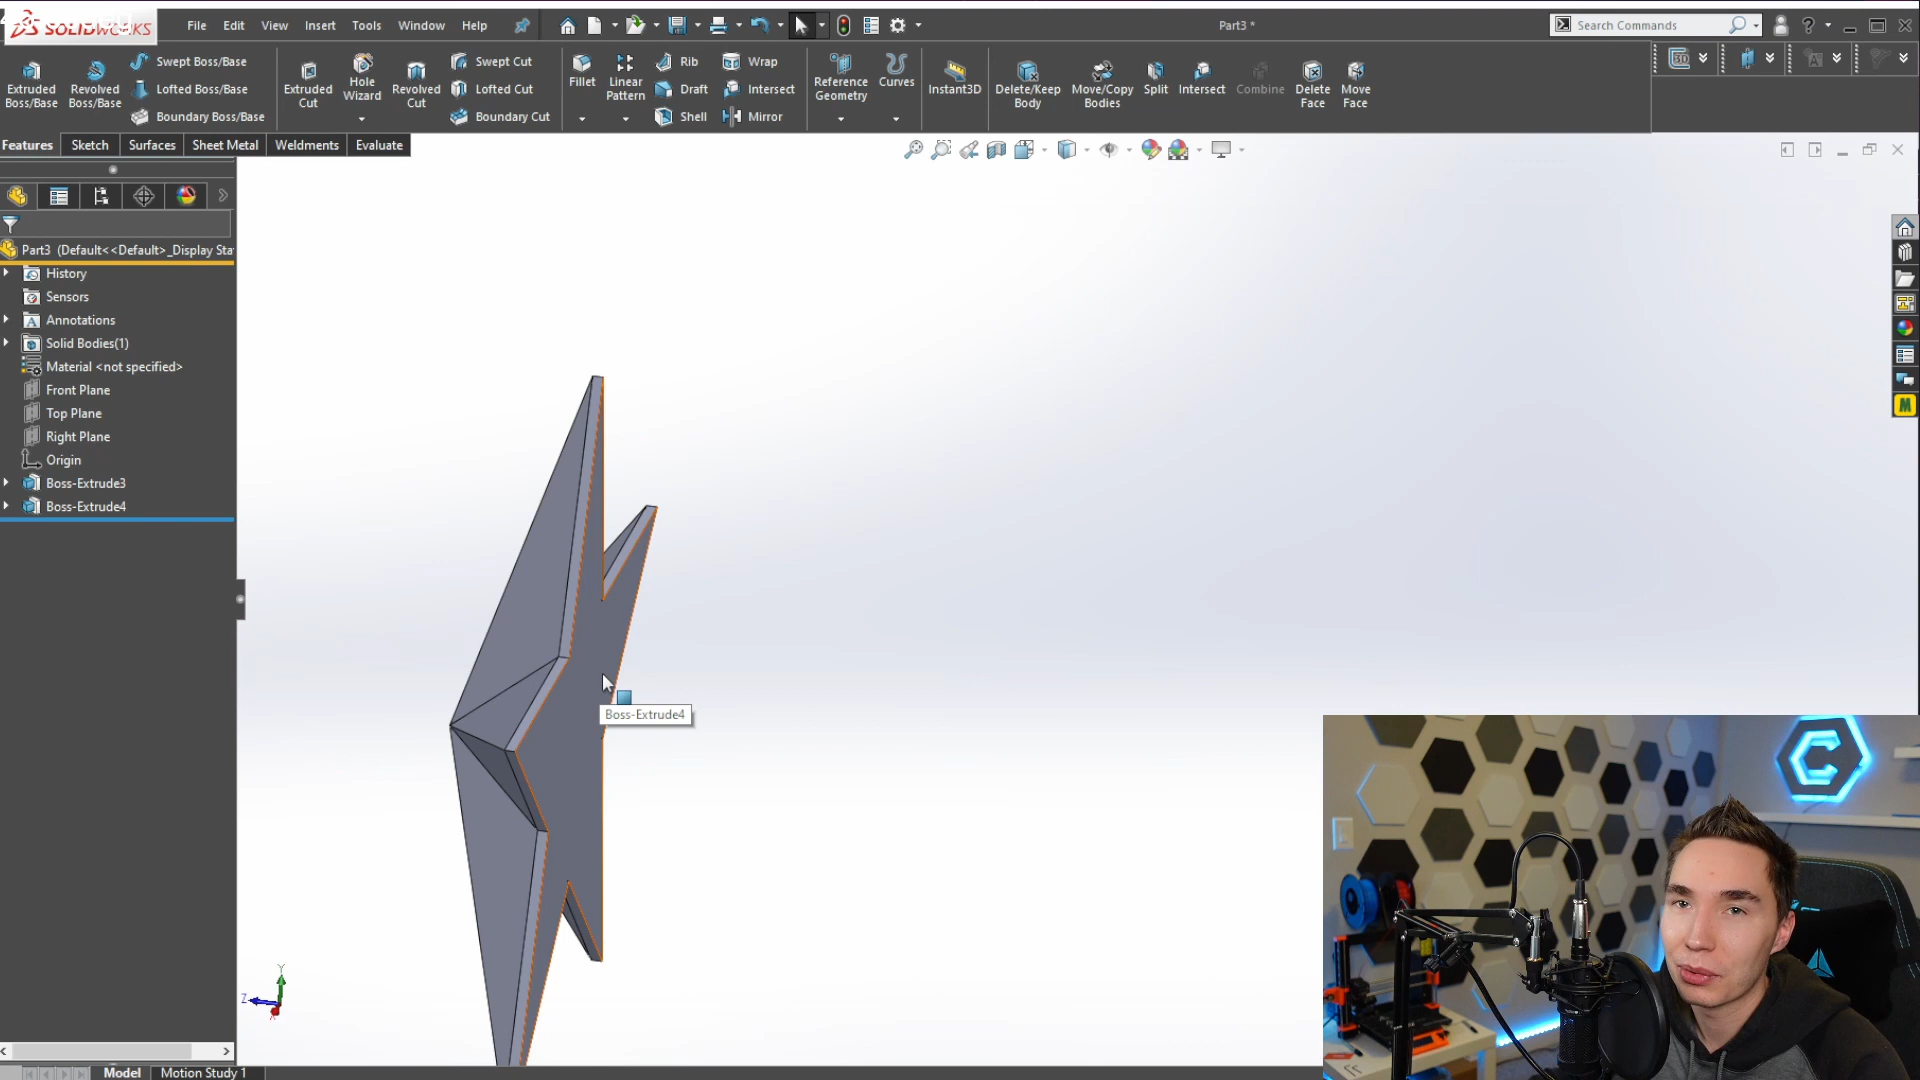 SOLIDWORKS
File Edit View Insert Tools Window Help
Part3 *
Search Commands
Extruded Boss/Base
Revolved Boss/Base
Swept Boss/Base
Lofted Boss/Base
Boundary Boss/Base
Extruded Cut
Hole Wizard
Revolved Cut
Swept Cut
Lofted Cut
Boundary Cut
Fillet
Linear Pattern
Rib
Draft
Shell
Wrap
Intersect
Mirror
Reference Geometry
Curves
Instant3D
Delete/Keep Body
Move/Copy Bodies
Split
Intersect
Combine
Delete Face
Move Face
Features Sketch Surfaces Sheet Metal Weldments Evaluate
Part3 (Default<<Default>_Display Sta
History
Sensors
Annotations
Solid Bodies(1)
Material <not specified>
Front Plane
Top Plane
Right Plane
Origin
Boss-Extrude3
Boss-Extrude4
Boss-Extrude4
Y
Z
X
M
Model Motion Study 1